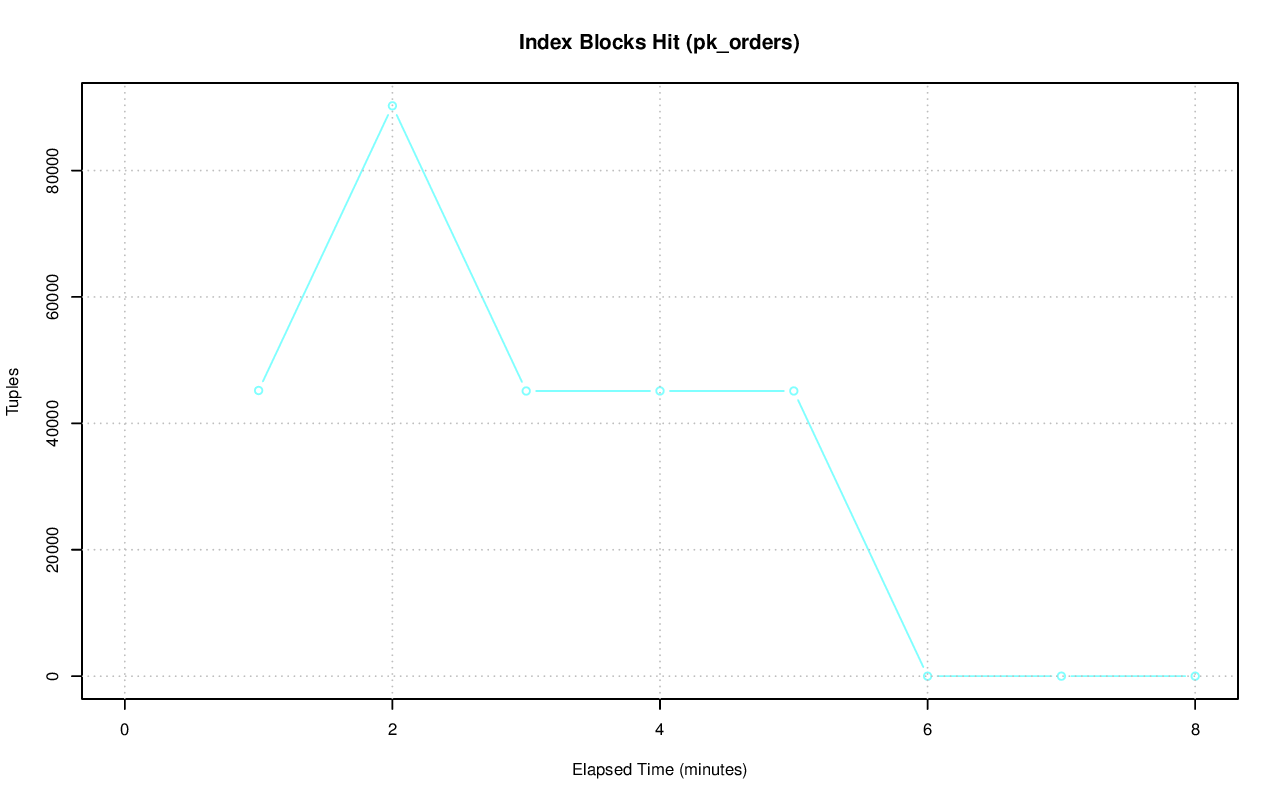 Index Blocks Hit (pk_orders)
80000
60000
40000
20000
0
Tuples
0 2 4 6 8
Elapsed Time (minutes)